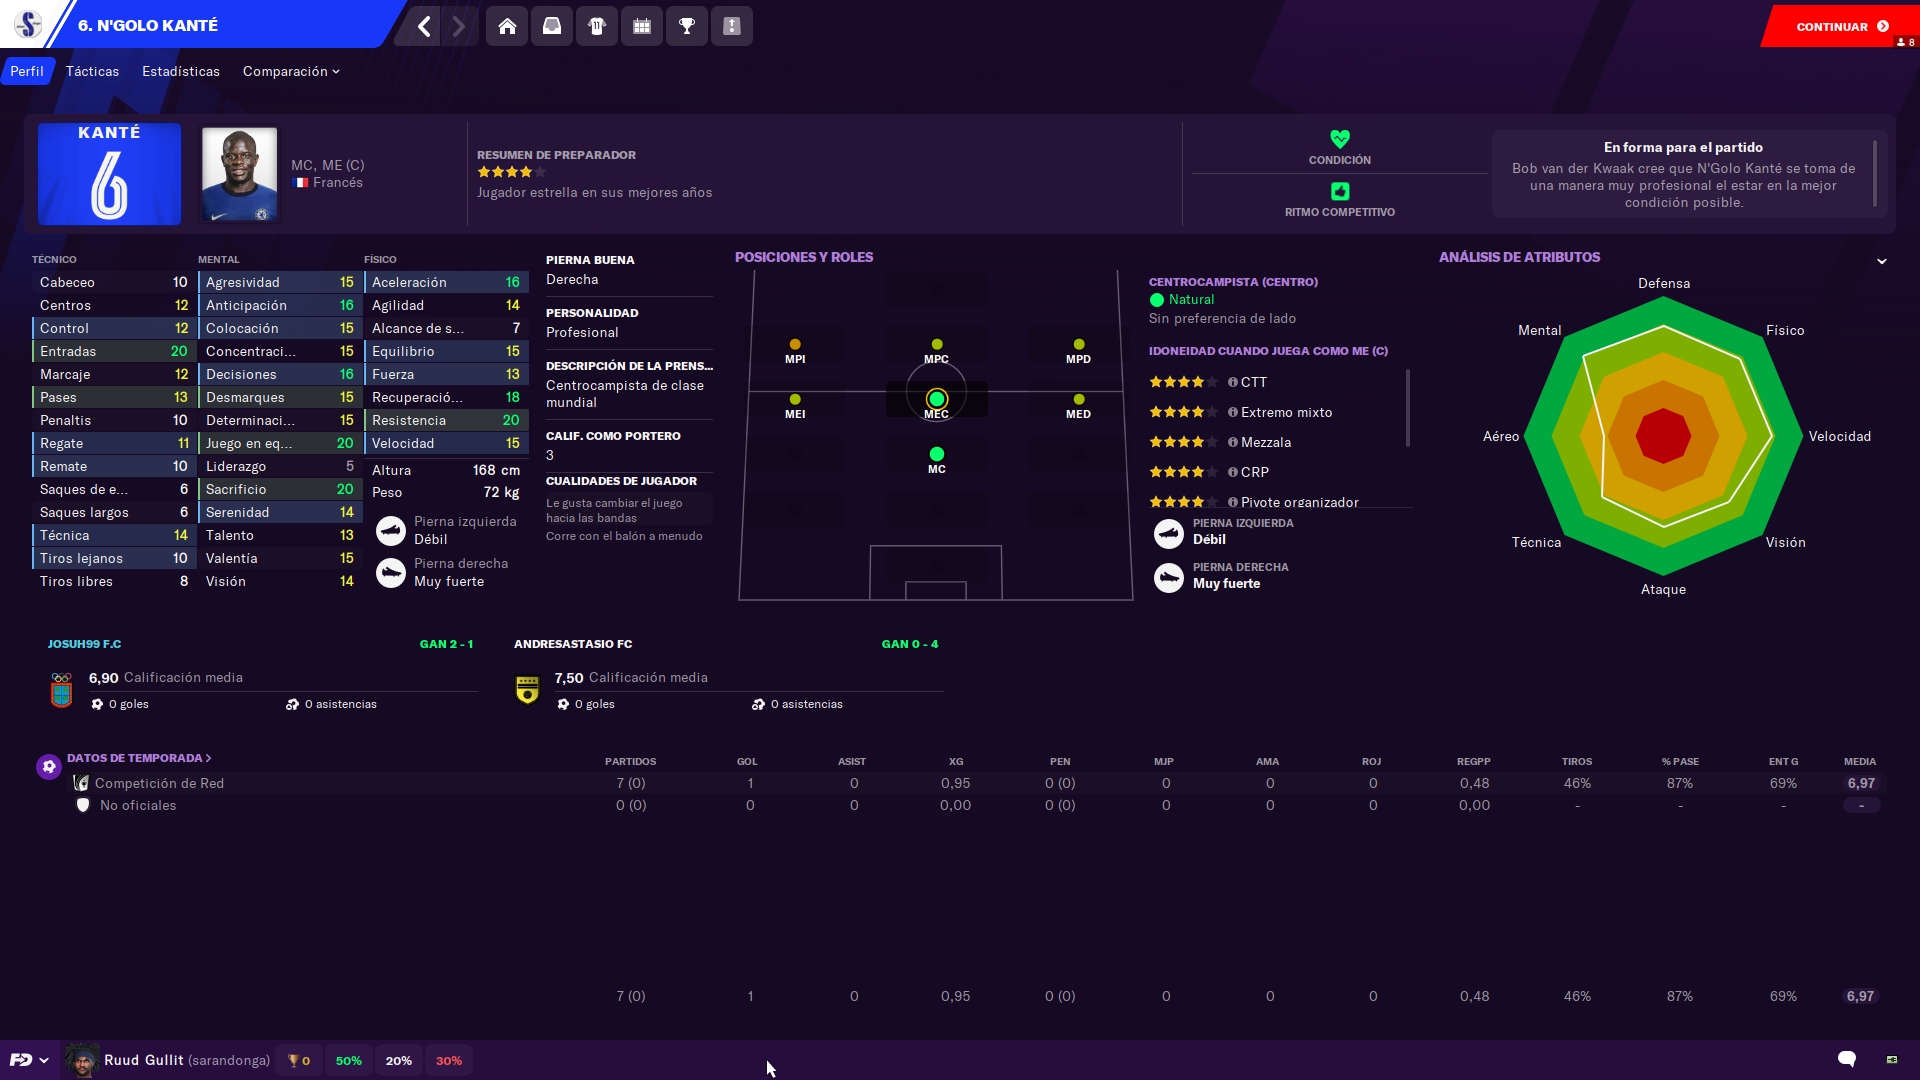 6. N'GOLO KANTÉ
CONTINUAR
8
Perfil
Tácticas
Estadísticas
Comparación
KANTÉ
6
MC, ME (C)
Francés
RESUMEN DE PREPARADOR
Jugador estrella en sus mejores años
CONDICIÓN
RITMO COMPETITIVO
En forma para el partido
Bob van der Kwaak cree que N'Golo Kanté se toma de
una manera muy profesional el estar en la mejor
condición posible.
TÉCNICO
Cabeceo 10
Centros 12
Control 12
Entradas 20
Marcaje 12
Pases 13
Penaltis 10
Regate 11
Remate 10
Saques de e... 6
Saques largos 6
Técnica 14
Tiros lejanos 10
Tiros libres 8
MENTAL
Agresividad 15
Anticipación 16
Colocación 15
Concentraci... 15
Decisiones 16
Desmarques 15
Determinaci... 15
Juego en eq... 20
Liderazgo 5
Sacrificio 20
Serenidad 14
Talento 13
Valentía 15
Visión 14
FÍSICO
Aceleración 16
Agilidad 14
Alcance de s... 7
Equilibrio 15
Fuerza 13
Recuperació... 18
Resistencia 20
Velocidad 15
Altura 168 cm
Peso 72 kg
Pierna izquierda
Débil
Pierna derecha
Muy fuerte
PIERNA BUENA
Derecha
PERSONALIDAD
Profesional
DESCRIPCIÓN DE LA PRENS...
Centrocampista de clase
mundial
CALIF. COMO PORTERO
3
CUALIDADES DE JUGADOR
Le gusta cambiar el juego
hacia las bandas
Corre con el balón a menudo
POSICIONES Y ROLES
MPI
MPC
MPD
MEI
MEC
MED
MC
CENTROCAMPISTA (CENTRO)
Natural
Sin preferencia de lado
IDONEIDAD CUANDO JUEGA COMO ME (C)
CTT
Extremo mixto
Mezzala
CRP
Pivote organizador
PIERNA IZQUIERDA
Débil
PIERNA DERECHA
Muy fuerte
ANÁLISIS DE ATRIBUTOS
Defensa
Físico
Velocidad
Visión
Ataque
Técnica
Aéreo
Mental
JOSUH99 F.C
GAN 2 - 1
6,90 Calificación media
0 goles
0 asistencias
ANDRESASTASIO FC
GAN 0 - 4
7,50 Calificación media
0 goles
0 asistencias
DATOS DE TEMPORADA PARTIDOS GOL ASIST XG PEN MJP AMA ROJ REGPP TIROS % PASE ENT G MEDIA
Competición de Red 7 (0) 1 0 0,95 0 (0) 0 0 0 0,48 46% 87% 69% 6,97
No oficiales 0 (0) 0 0 0,00 0 (0) 0 0 0 0,00 - - - -
7 (0) 1 0 0,95 0 (0) 0 0 0 0,48 46% 87% 69% 6,97
FD
Ruud Gullit (sarandonga)
0
50%
20%
30%